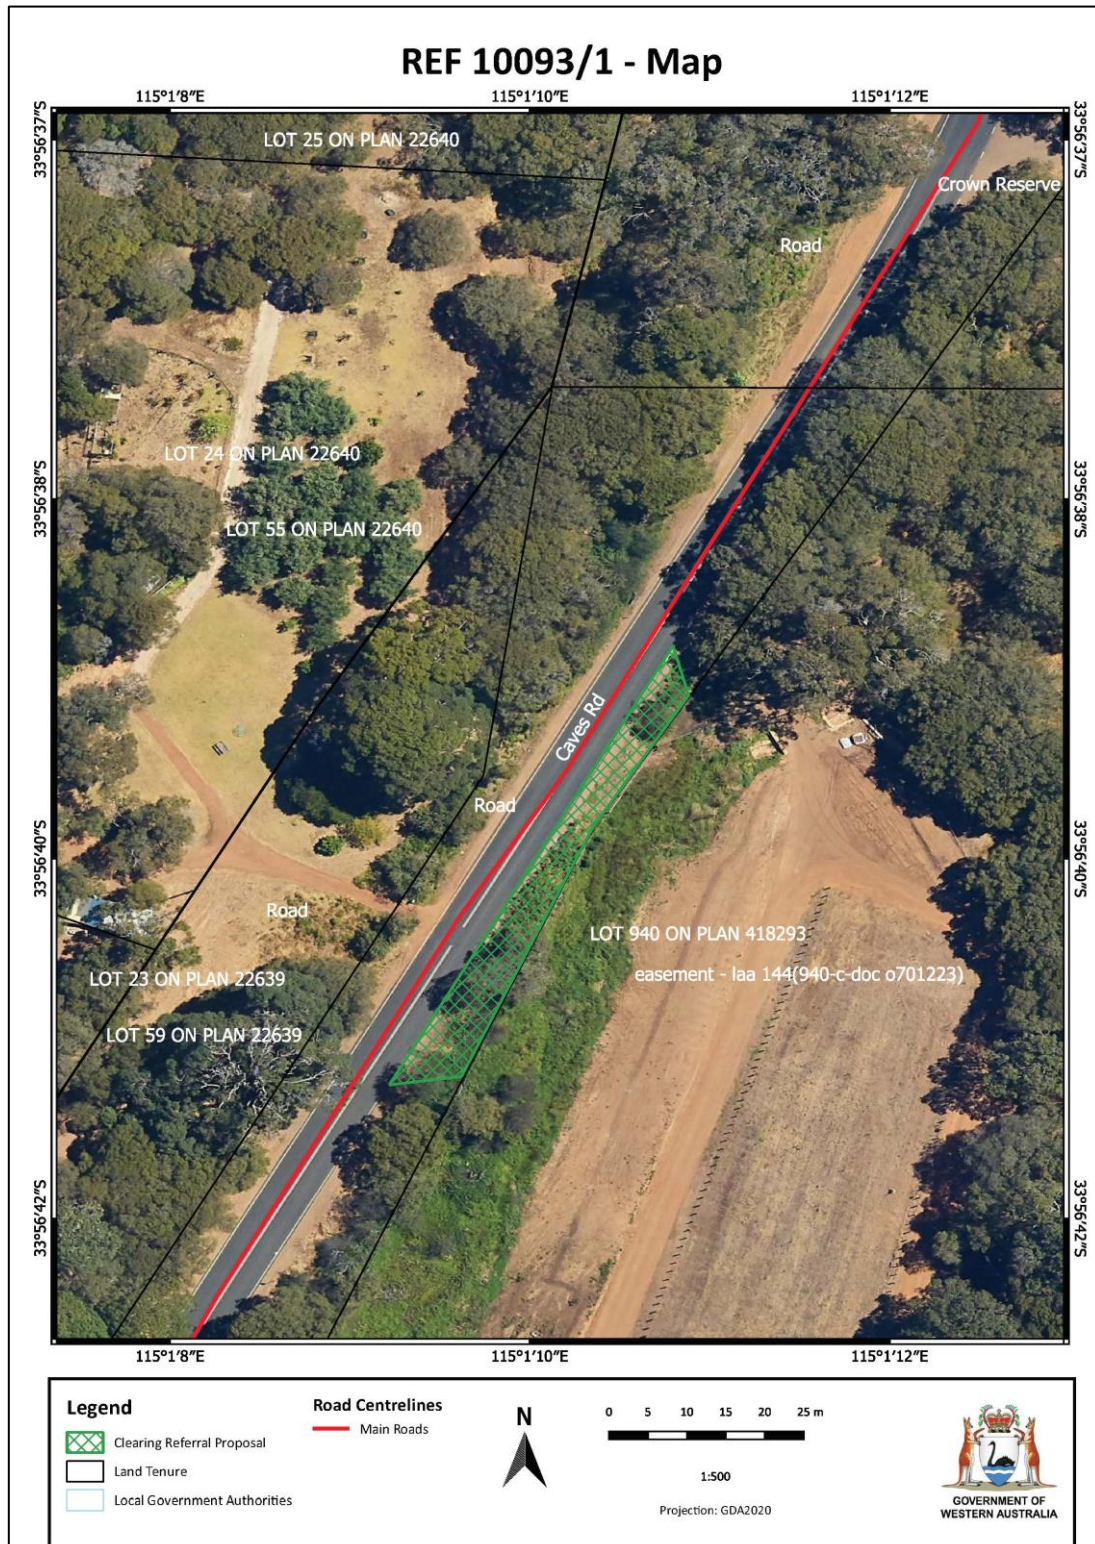 REF 10093/1 - Map
115°1'8"E
115°1'10"E
115°1'12"E
33°56'37"S
33°56'37"S
LOT 25 ON PLAN 22640
Crown Reserve
Road
LOT 24 ON PLAN 22640
33°56'38"S
33°56'38"S
LOT 55 ON PLAN 22640
Caves Rd
Road
33°56'40"S
33°56'40"S
Road
LOT 940 ON PLAN 418293
easement - laa 144(940-c-doc o701223)
LOT 23 ON PLAN 22639
LOT 59 ON PLAN 22639
33°56'42"S
33°56'42"S
115°1'8"E
115°1'10"E
115°1'12"E
Legend
Clearing Referral Proposal
Land Tenure
Local Government Authorities
Road Centrelines
Main Roads
N
0 5 10 15 20 25 m
1:500
Projection: GDA2020
GOVERNMENT OF
WESTERN AUSTRALIA